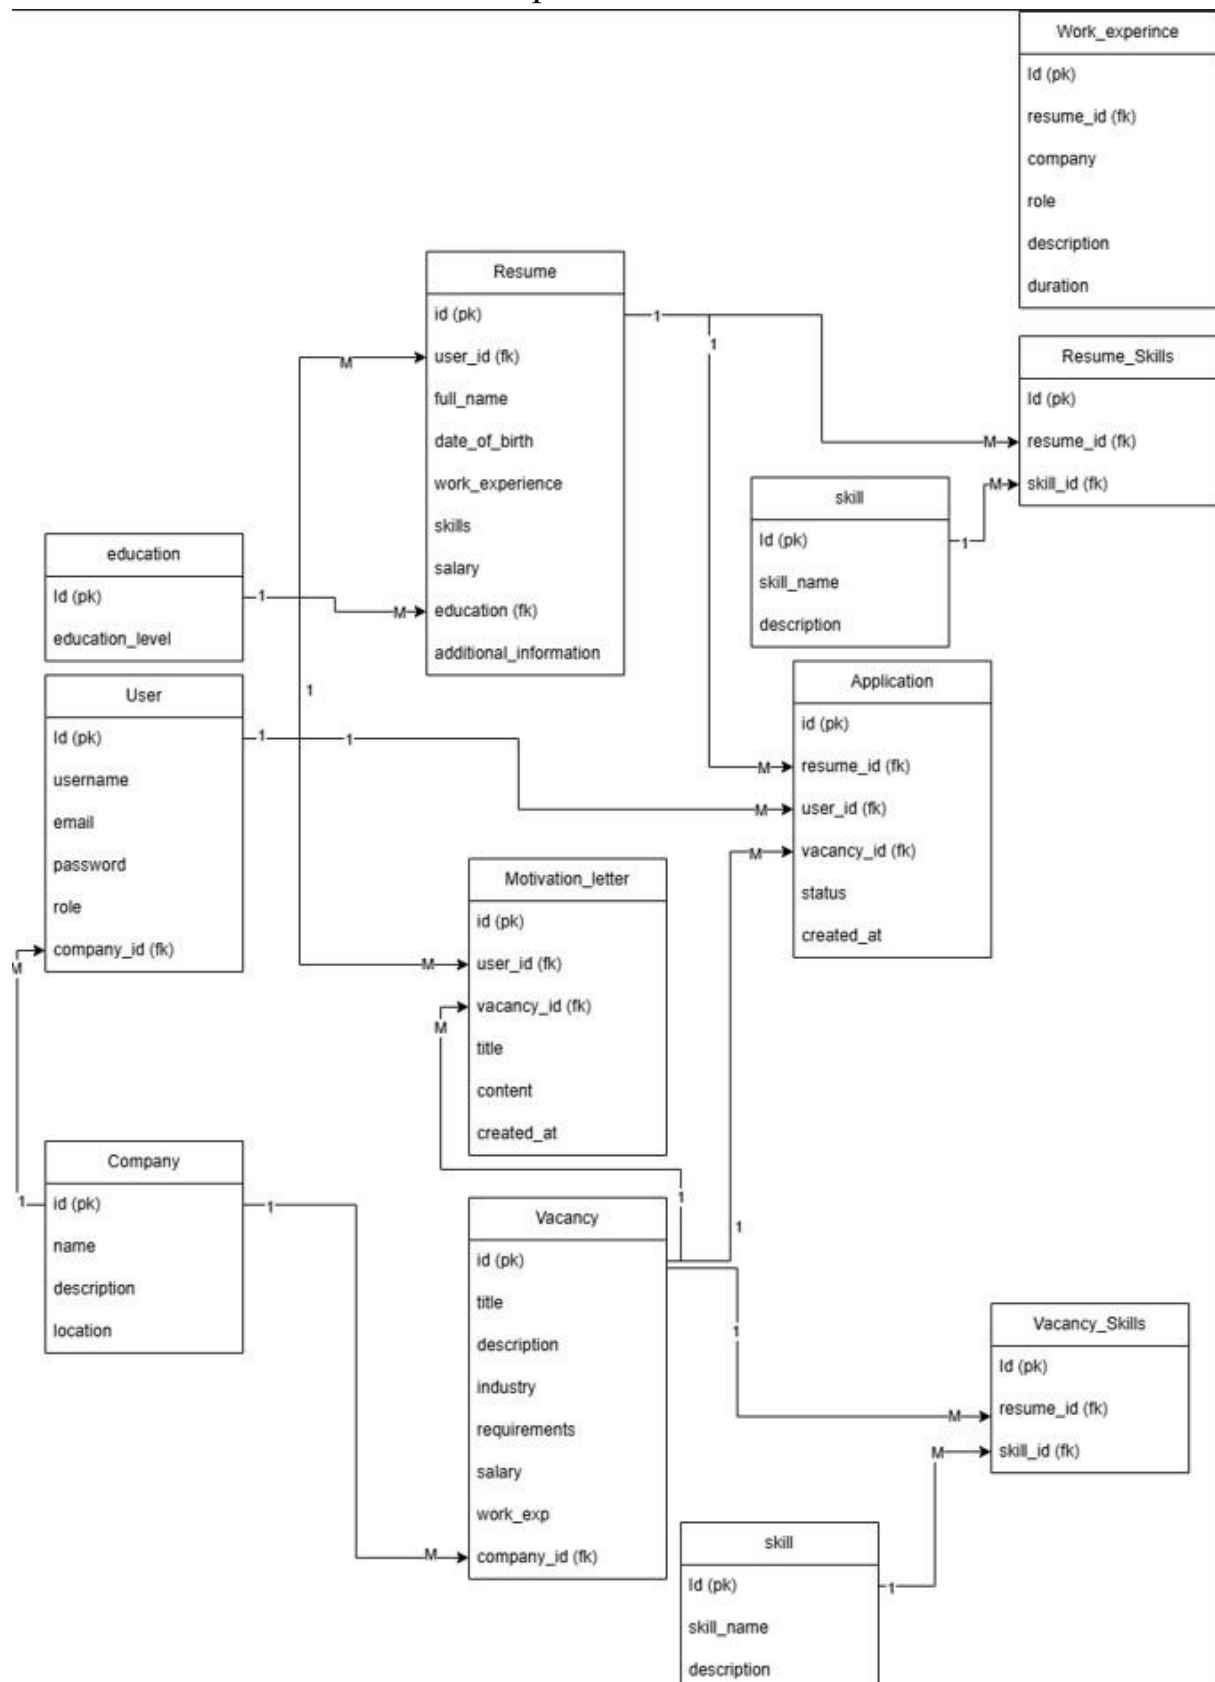 Work_experince
Id (pk)
resume_id (fk)
company
role
description
duration
Resume
id (pk)
user_id (fk)
full_name
date_of_birth
work_experience
skills
salary
education (fk)
additional_information
1
1
M
1
Resume_Skills
Id (pk)
resume_id (fk)
skill_id (fk)
M
M
skill
Id (pk)
skill_name
description
1
education
Id (pk)
education_level
1
M
User
Id (pk)
username
email
password
role
company_id (fk)
1
1
M
Application
id (pk)
resume_id (fk)
user_id (fk)
vacancy_id (fk)
status
created_at
M
M
M
Motivation_letter
id (pk)
user_id (fk)
vacancy_id (fk)
title
content
created_at
M
M
Company
id (pk)
name
description
location
1
1
Vacancy
id (pk)
title
description
industry
requirements
salary
work_exp
company_id (fk)
1
1
1
M
Vacancy_Skills
Id (pk)
resume_id (fk)
skill_id (fk)
M
M
skill
Id (pk)
skill_name
description
1